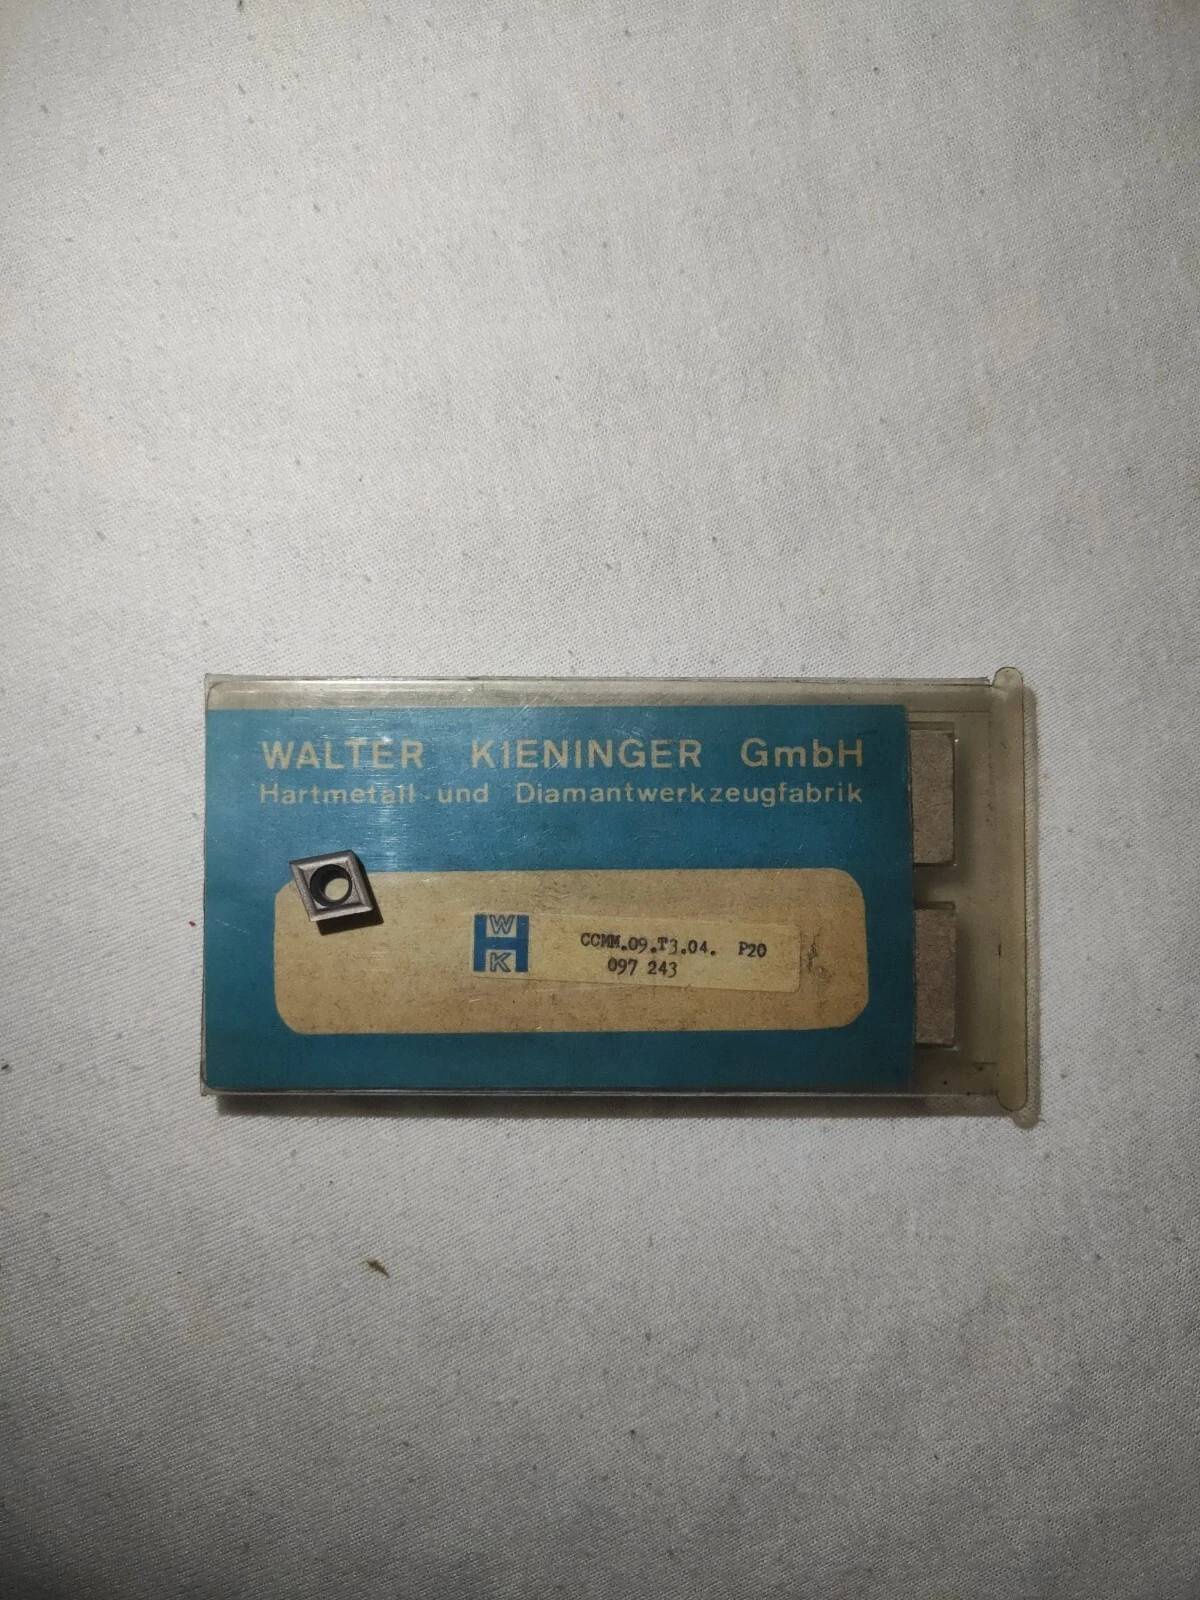 WALTER KIENINGER GmbH
Hartmetall und Diamantwerkzeugfabrik
W
H
K
CCMM.09.T3.04. P20
097 243